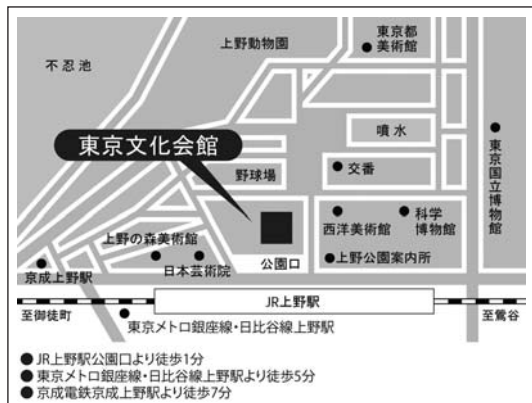 東京都
美術館
上野動物園
不忍池
噴水
東京文化会館
東京国立博物館
野球場
交番
西洋美術館
科学
博物館
上野の森美術館
日本芸術院
公園口
上野公園案内所
京成上野駅
JR上野駅
至御徒町
至鶯谷
東京メトロ銀座線・日比谷線上野駅
●JR上野駅公園口より徒歩1分
●東京メトロ銀座線・日比谷線上野駅より徒歩5分
●京成電鉄京成上野駅より徒歩7分